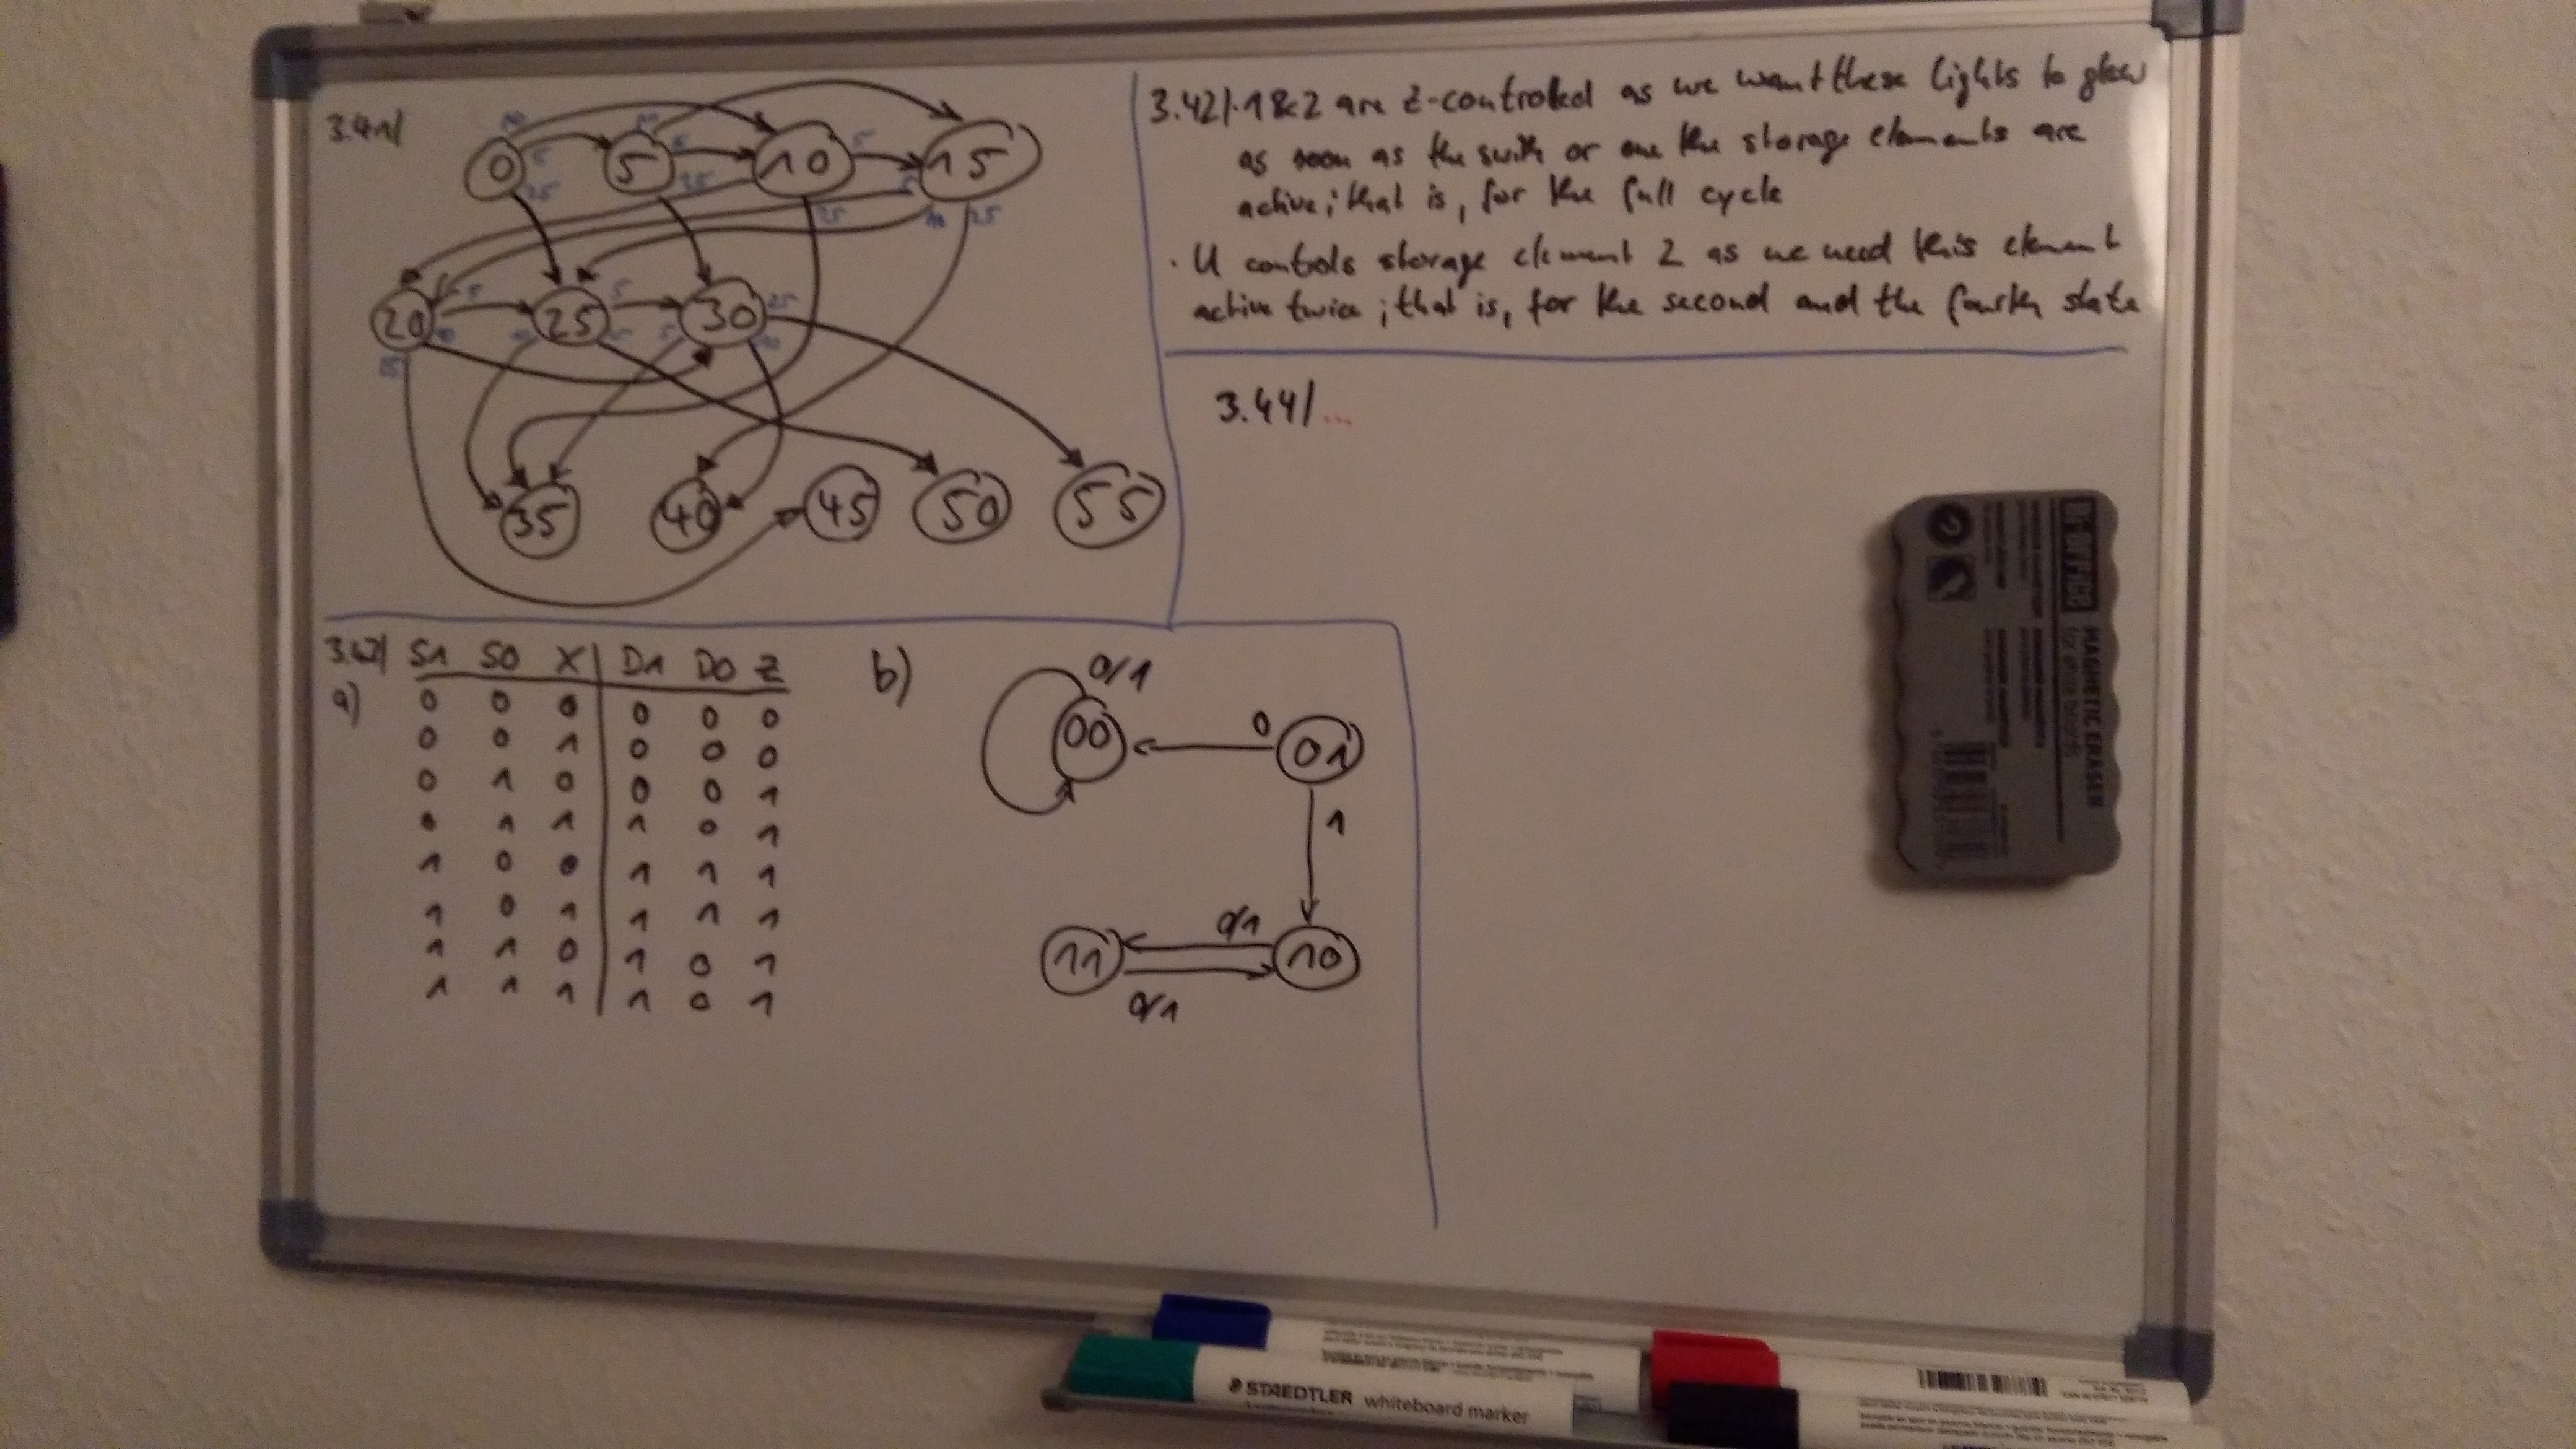 3.41/
10 10
0 5 5 5 10 5 15
25 25 25 10 25
20 5 25 5 30 25
10 10 25 5 10
25
35 40 45 50 55
3.42/ · 1 & 2 are z-controlled as we want these lights to glow
as soon as the swith or one the storage elements are
active; that is, for the full cycle
· U controls storage element 2 as we need this element
active twice; that is, for the second and the fourth state
3.44/...
S1 S0 X D1 D0 Z
a)
0 0 0 0 0 0
0 0 1 0 0 0
0 1 0 0 0 1
0 1 1 1 0 1
1 0 0 1 1 1
1 0 1 1 1 1
1 1 0 1 0 1
1 1 1 1 0 1
b)
0/1
00 0 01
1
0/1
11 10
0/1
MAGNETIC ERASER
for white boards
STAEDTLER whiteboard marker